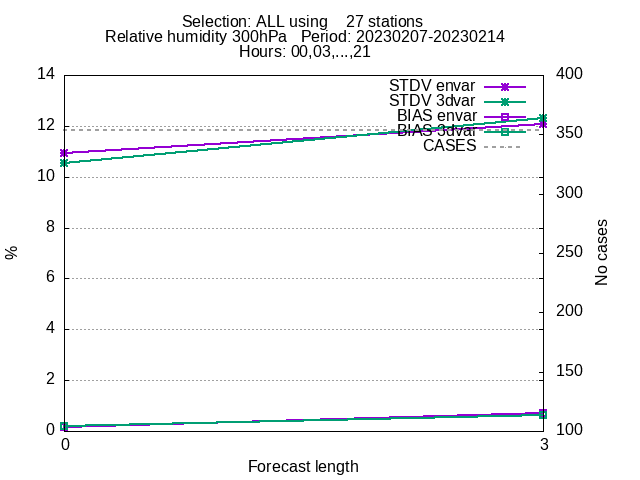 Selection: ALL using    27 stations
Relative humidity 300hPa   Period: 20230207-20230214
Hours: 00,03,...,21
14
12
10
8
6
4
2
0
%
400
350
300
250
200
150
100
No cases
STDV envar
STDV 3dvar
BIAS envar
BIAS 3dvar
CASES
0
3
Forecast length